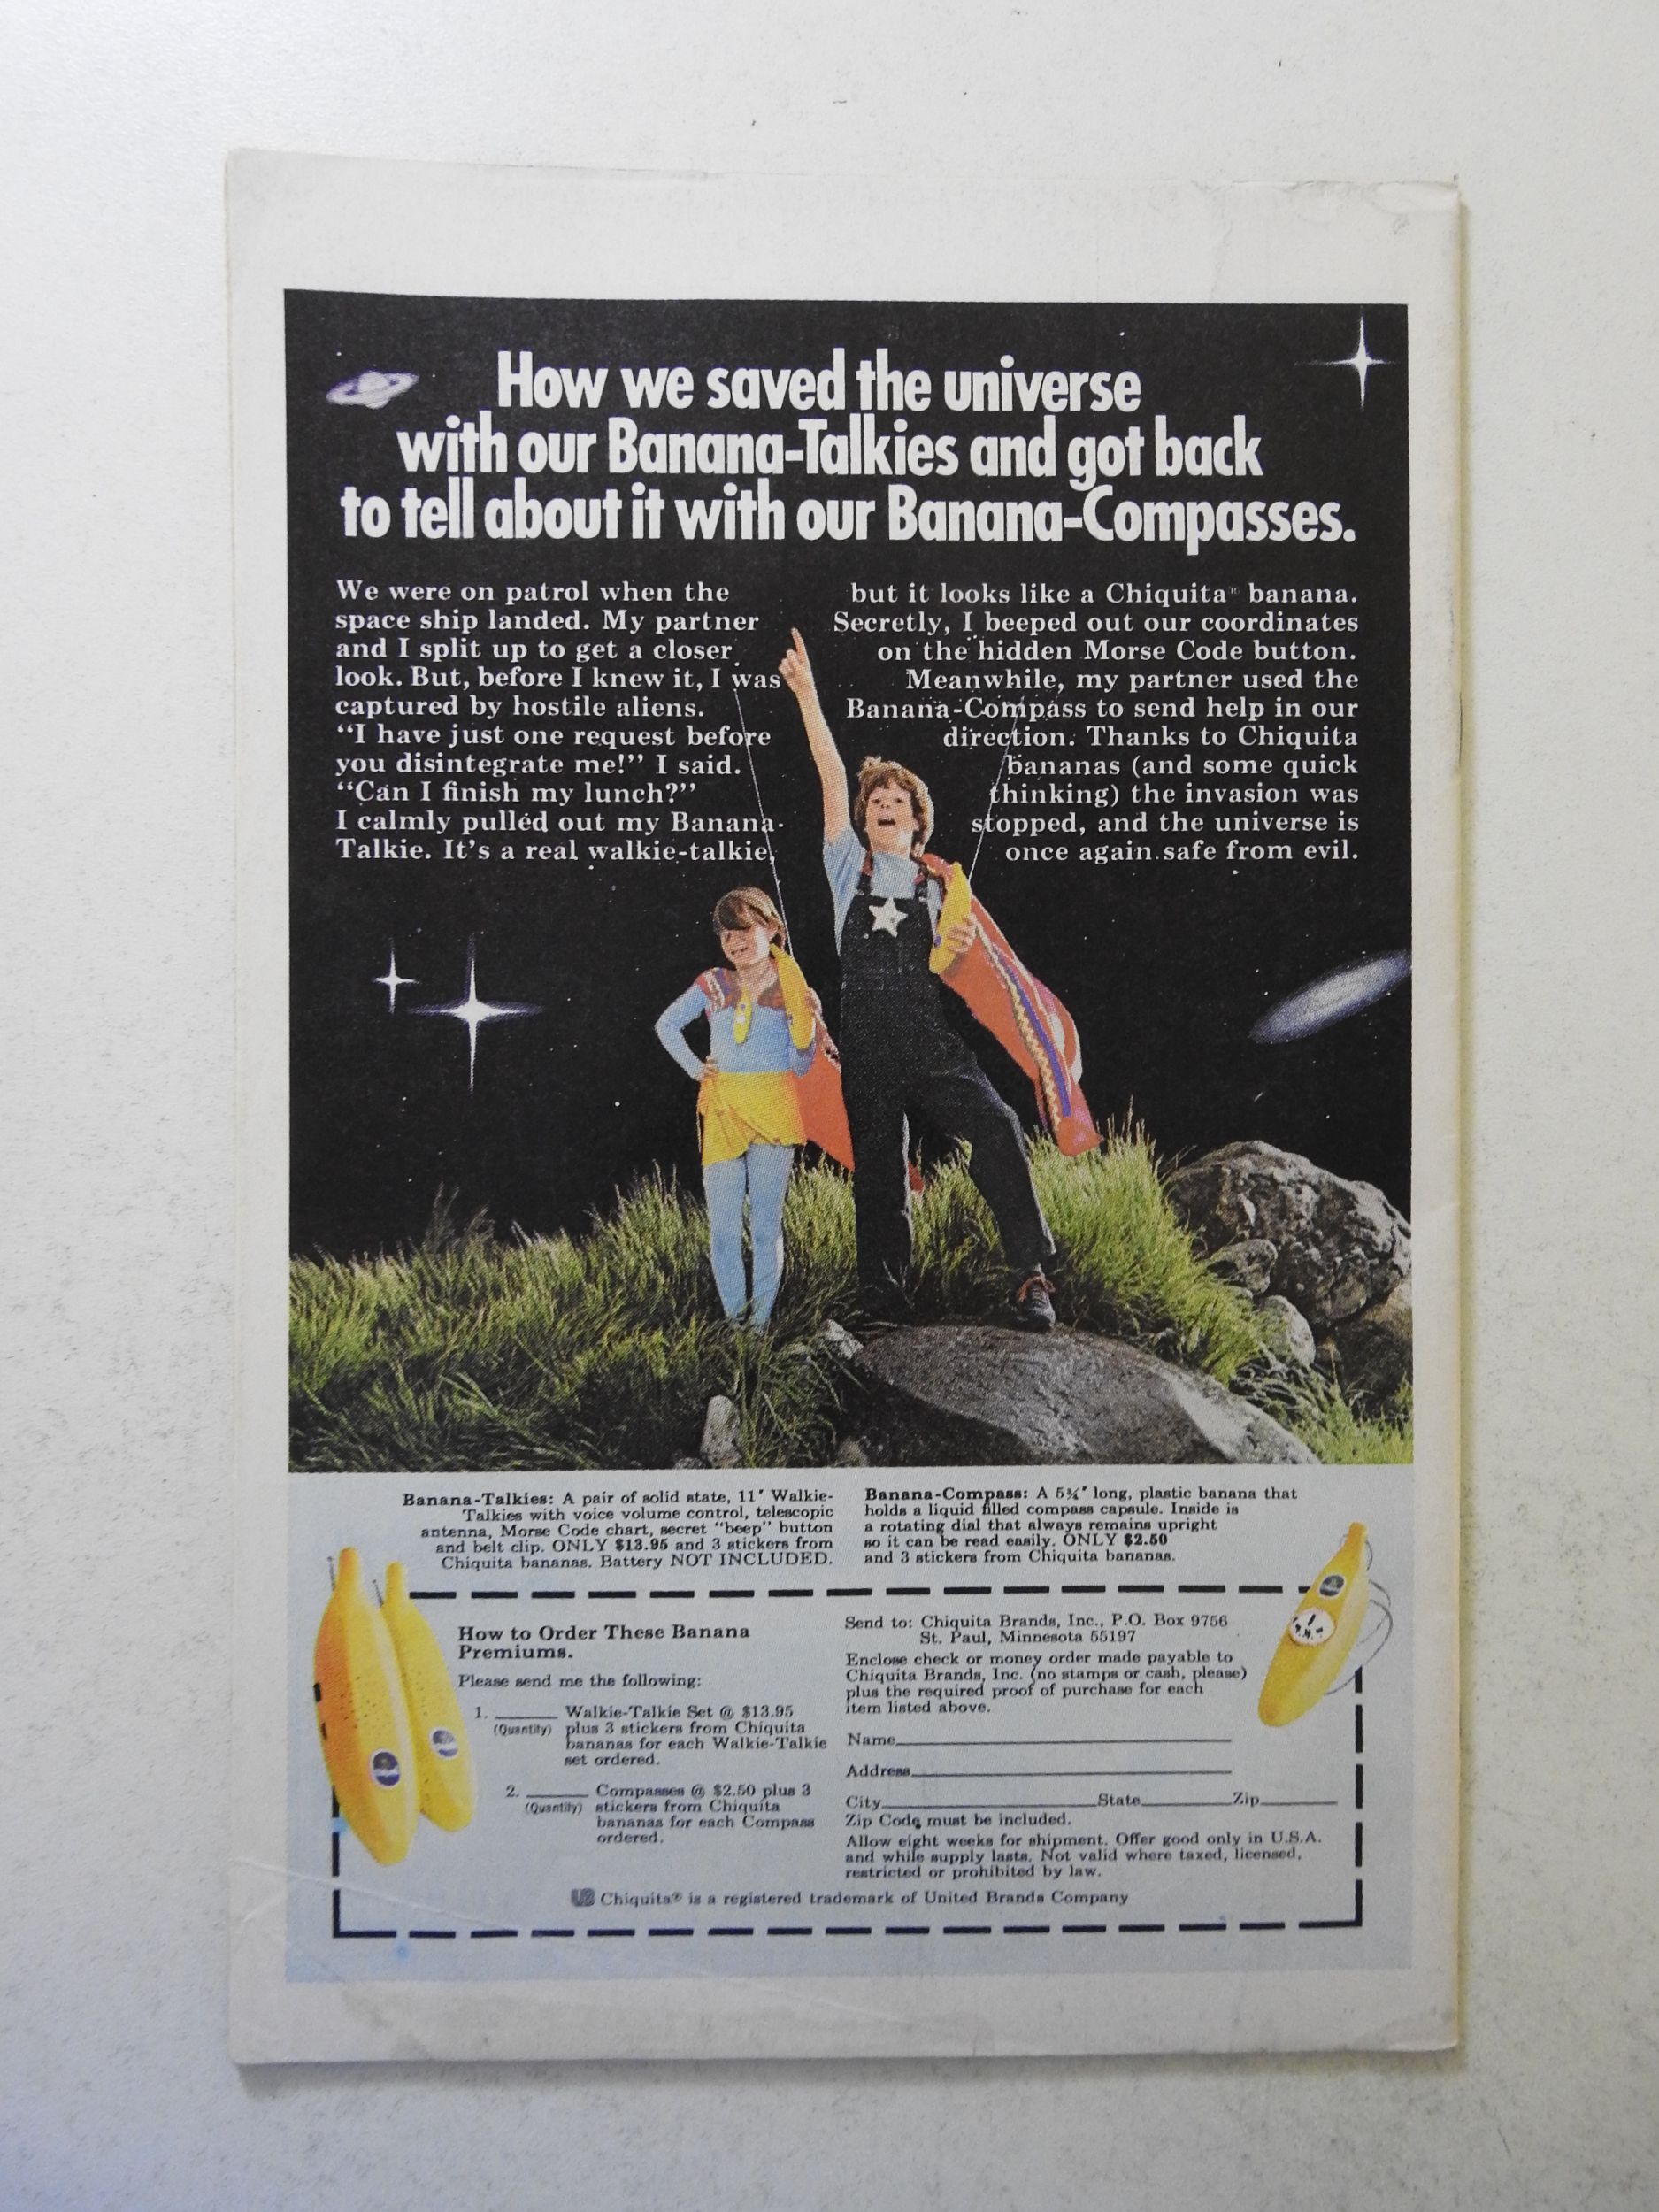 How we saved the universe
with our Banana-Talkies and got back
to tell about it with our Banana-Compasses.
We were on patrol when the
space ship landed. My partner
and I split up to get a closer
look. But, before I knew it, I was
captured by hostile aliens.
“I have just one request before
you disintegrate me!” I said.
“Can I finish my lunch?”
I calmly pulled out my Banana-
Talkie. It’s a real walkie-talkie,
but it looks like a Chiquita® banana.
Secretly, I beeped out our coordinates
on the hidden Morse Code button.
Meanwhile, my partner used the
Banana-Compass to send help in our
direction. Thanks to Chiquita
bananas (and some quick
thinking) the invasion was
stopped, and the universe is
once again safe from evil.
Banana-Talkies: A pair of solid state, 11" Walkie-
Talkies with voice volume control, telescopic
antenna, Morse Code chart, secret "beep" button
and belt clip. ONLY $13.95 and 3 stickers from
Chiquita bananas. Battery NOT INCLUDED.
Banana-Compass: A 5¾" long, plastic banana that
holds a liquid filled compass capsule. Inside is
a rotating dial that always remains upright
so it can be read easily. ONLY $2.50
and 3 stickers from Chiquita bananas.
How to Order These Banana
Premiums.
Please send me the following:
1. ______ Walkie-Talkie Set @ $13.95
(Quantity) plus 3 stickers from Chiquita
bananas for each Walkie-Talkie
set ordered.
2. ______ Compasses @ $2.50 plus 3
(Quantity) stickers from Chiquita
bananas for each Compass
ordered.
Send to: Chiquita Brands, Inc., P.O. Box 9756
St. Paul, Minnesota 55197
Enclose check or money order made payable to
Chiquita Brands, Inc. (no stamps or cash, please)
plus the required proof of purchase for each
item listed above.
Name
Address
City State Zip
Zip Code must be included.
Allow eight weeks for shipment. Offer good only in U.S.A.
and while supply lasts. Not valid where taxed, licensed,
restricted or prohibited by law.
Chiquita® is a registered trademark of United Brands Company